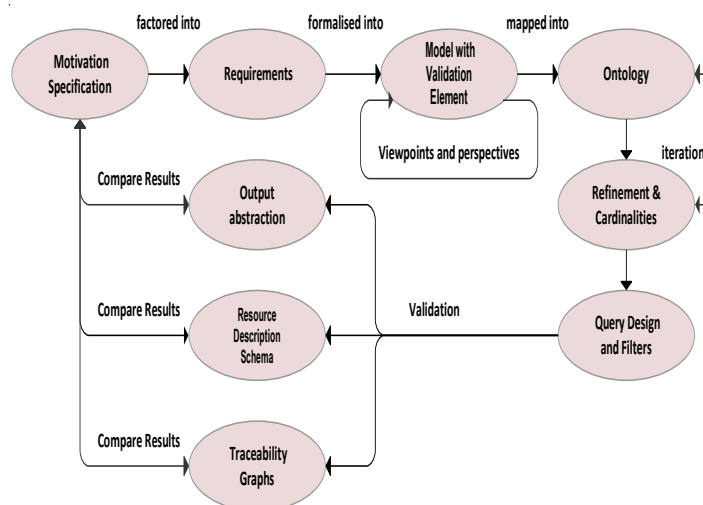 factored into
formalised into
mapped into
Motivation
Specification
Requirements
Model with
Validation
Element
Ontology
Viewpoints and perspectives
iteration
Compare Results
Output
abstraction
Refinement &
Cardinalities
Compare Results
Resource
Description
Schema
Validation
Query Design
and Filters
Compare Results
Traceability
Graphs